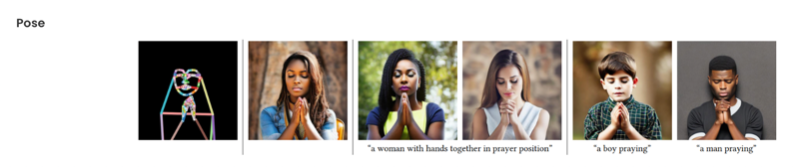 Pose
"a woman with hands together in prayer position"
"a boy praying"
"a man praying"